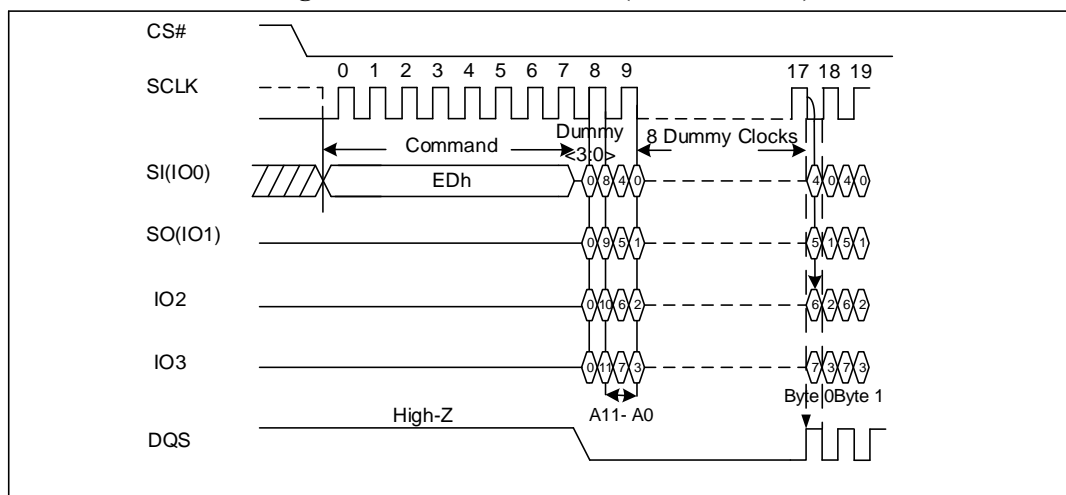 CS#
0 1 2 3 4 5 6 7 8 9 17 18 19
SCLK
Command Dummy <3:0> 8 Dummy Clocks
SI(IO0) EDh 0 8 4 0 4 0 4 0
SO(IO1) 0 9 5 1 5 1 5 1
IO2 0 10 6 2 6 2 6 2
IO3 0 11 7 3 7 3 7 3
A11- A0 Byte 0 Byte 1
High-Z
DQS